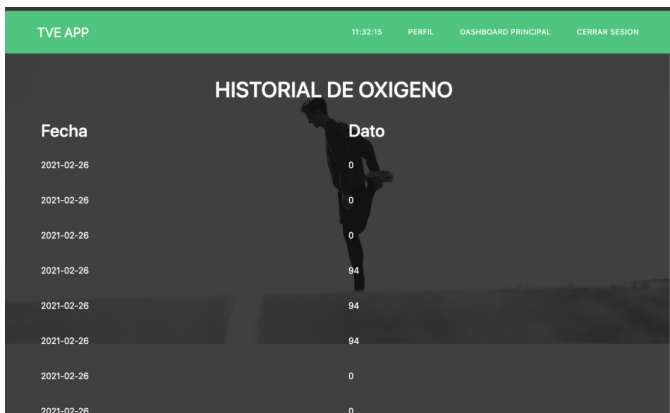 TVE APP 11:32:15 PERFIL DASHBOARD PRINCIPAL CERRAR SESION
HISTORIAL DE OXIGENO
Fecha Dato
2021-02-26 0
2021-02-26 0
2021-02-26 0
2021-02-26 94
2021-02-26 94
2021-02-26 94
2021-02-26 0
2021-02-26 0